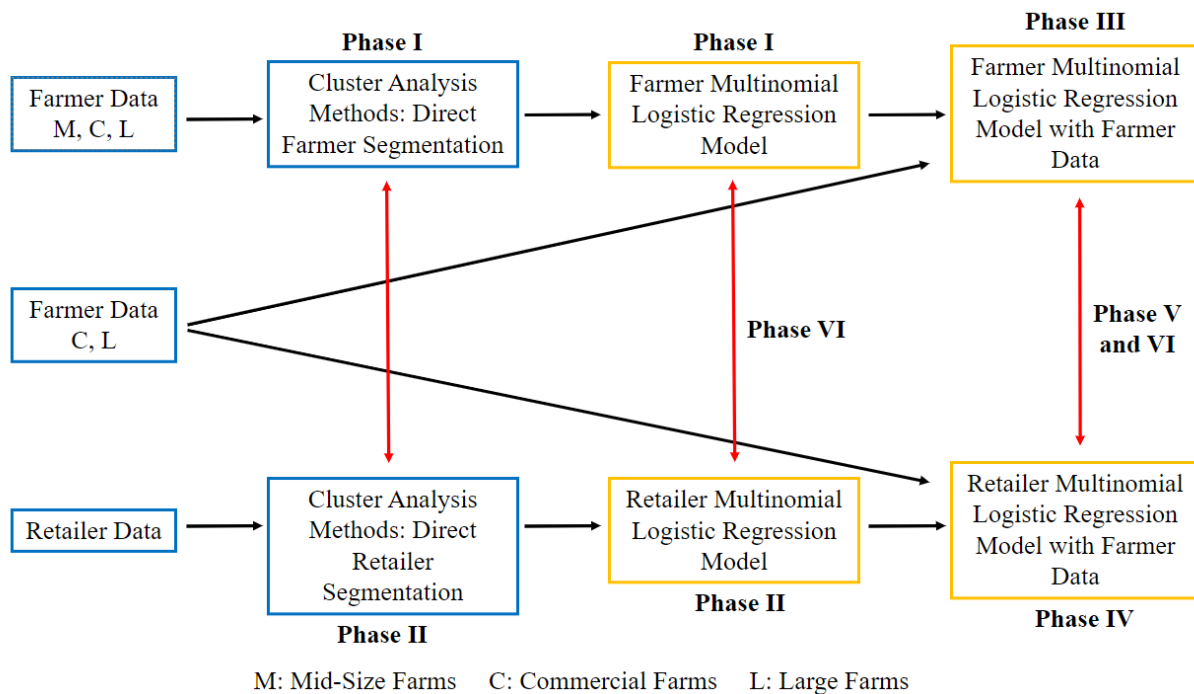 Phase I
Phase I
Phase III
Farmer Data
M, C, L
Cluster Analysis
Methods: Direct
Farmer Segmentation
Farmer Multinomial
Logistic Regression
Model
Farmer Multinomial
Logistic Regression
Model with Farmer
Data
Farmer Data
C, L
Phase VI
Phase V
and VI
Retailer Data
Cluster Analysis
Methods: Direct
Retailer
Segmentation
Retailer Multinomial
Logistic Regression
Model
Retailer Multinomial
Logistic Regression
Model with Farmer
Data
Phase II
Phase II
Phase IV
M: Mid-Size Farms C: Commercial Farms L: Large Farms